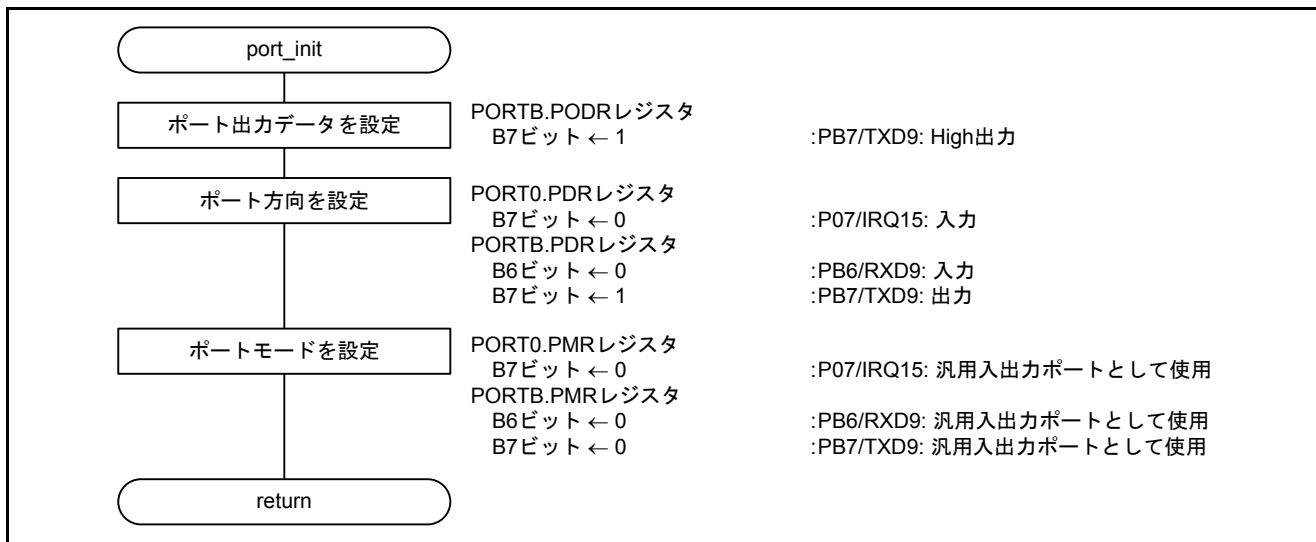 port_init
ポート出力データを設定
PORTB.PODRレジスタ
B7ビット ← 1 :PB7/TXD9: High出力
ポート方向を設定
PORT0.PDRレジスタ
B7ビット ← 0 :P07/IRQ15: 入力
PORTB.PDRレジスタ
B6ビット ← 0 :PB6/RXD9: 入力
B7ビット ← 1 :PB7/TXD9: 出力
ポートモードを設定
PORT0.PMRレジスタ
B7ビット ← 0 :P07/IRQ15: 汎用入出力ポートとして使用
PORTB.PMRレジスタ
B6ビット ← 0 :PB6/RXD9: 汎用入出力ポートとして使用
B7ビット ← 0 :PB7/TXD9: 汎用入出力ポートとして使用
return